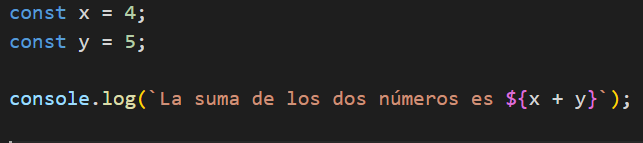 const x = 4;
const y = 5;
console.log(`La suma de los dos números es ${x + y}`);